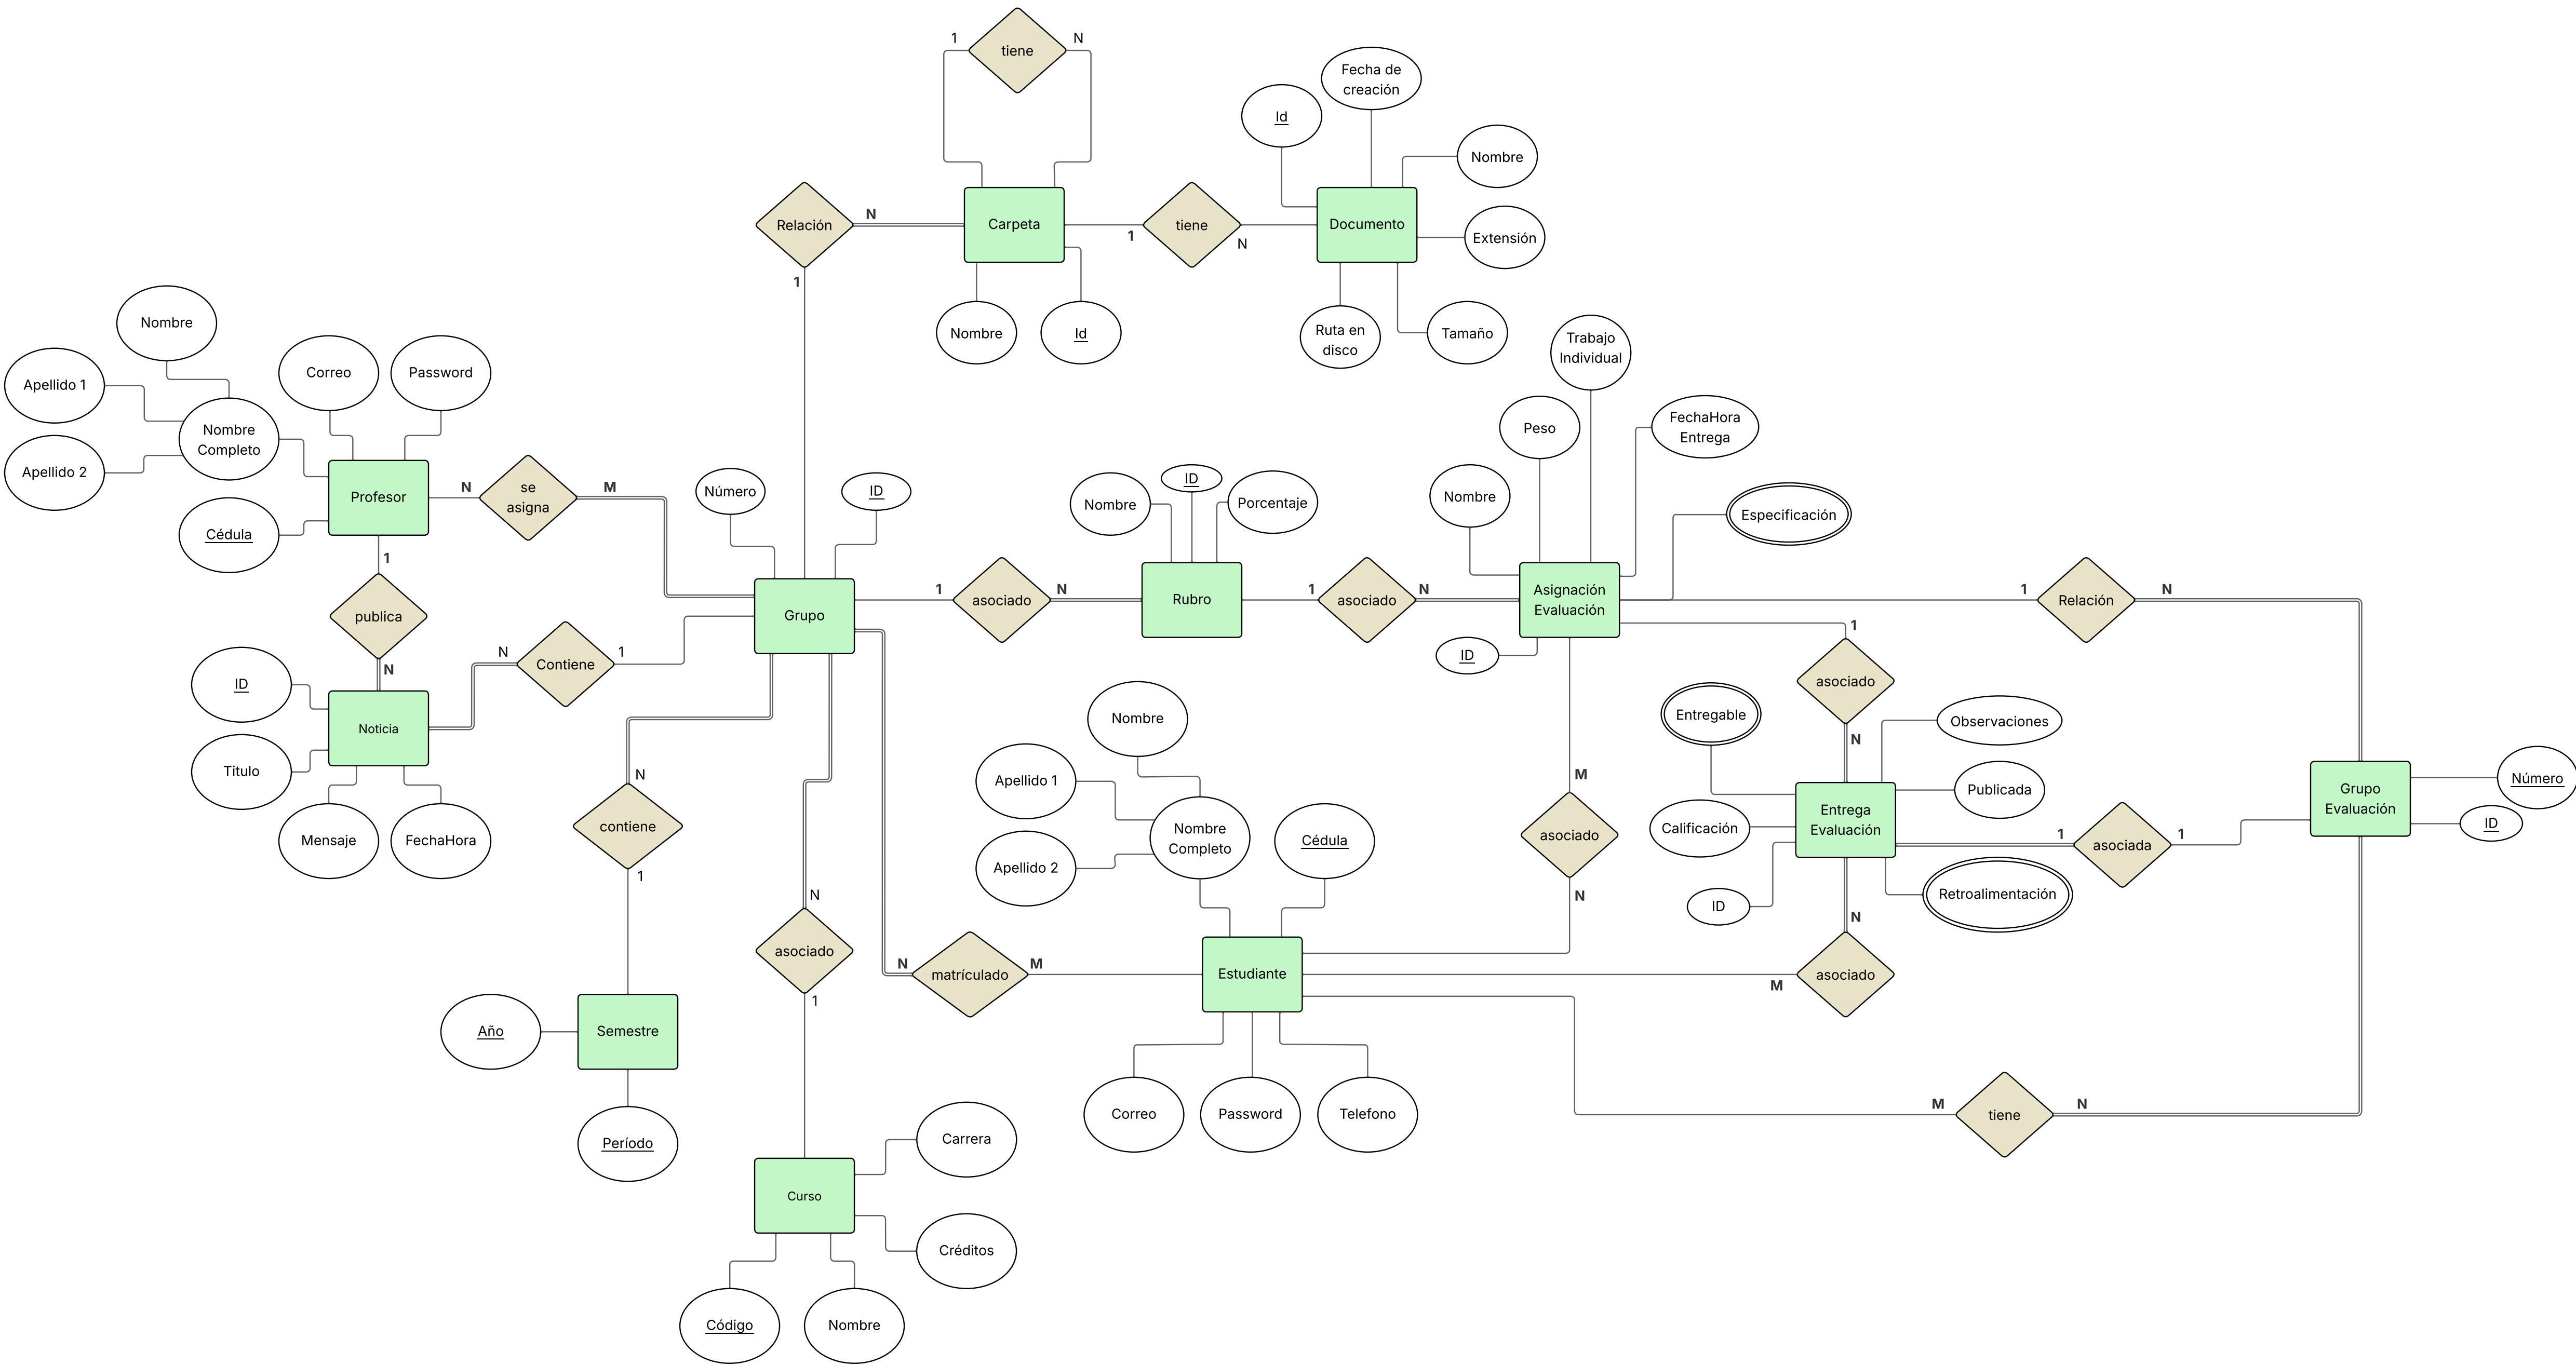 1
tiene
N
Fecha de
creación
Id
Nombre
Relación
N
Carpeta
1
tiene
N
Documento
Extensión
1
Nombre
Id
Ruta en
disco
Tamaño
Nombre
Apellido 1
Apellido 2
Nombre
Completo
Correo
Password
Cédula
Profesor
N
se
asigna
M
Número
ID
1
publica
N
ID
Titulo
Noticia
Mensaje
FechaHora
N
Contiene
1
Grupo
1
asociado
N
Nombre
ID
Porcentaje
Rubro
1
asociado
N
Nombre
Peso
Trabajo
Individual
FechaHora
Entrega
Especificación
Asignación
Evaluación
ID
1
Relación
N
1
asociado
N
Entregable
Observaciones
Publicada
Calificación
Entrega
Evaluación
ID
Retroalimentación
1
asociada
1
Grupo
Evaluación
Número
ID
M
asociado
N
N
asociado
M
N
contiene
1
Semestre
Año
Período
N
asociado
1
N
matrículado
M
Nombre
Apellido 1
Apellido 2
Nombre
Completo
Cédula
Estudiante
Correo
Password
Telefono
M
tiene
N
Curso
Carrera
Créditos
Código
Nombre